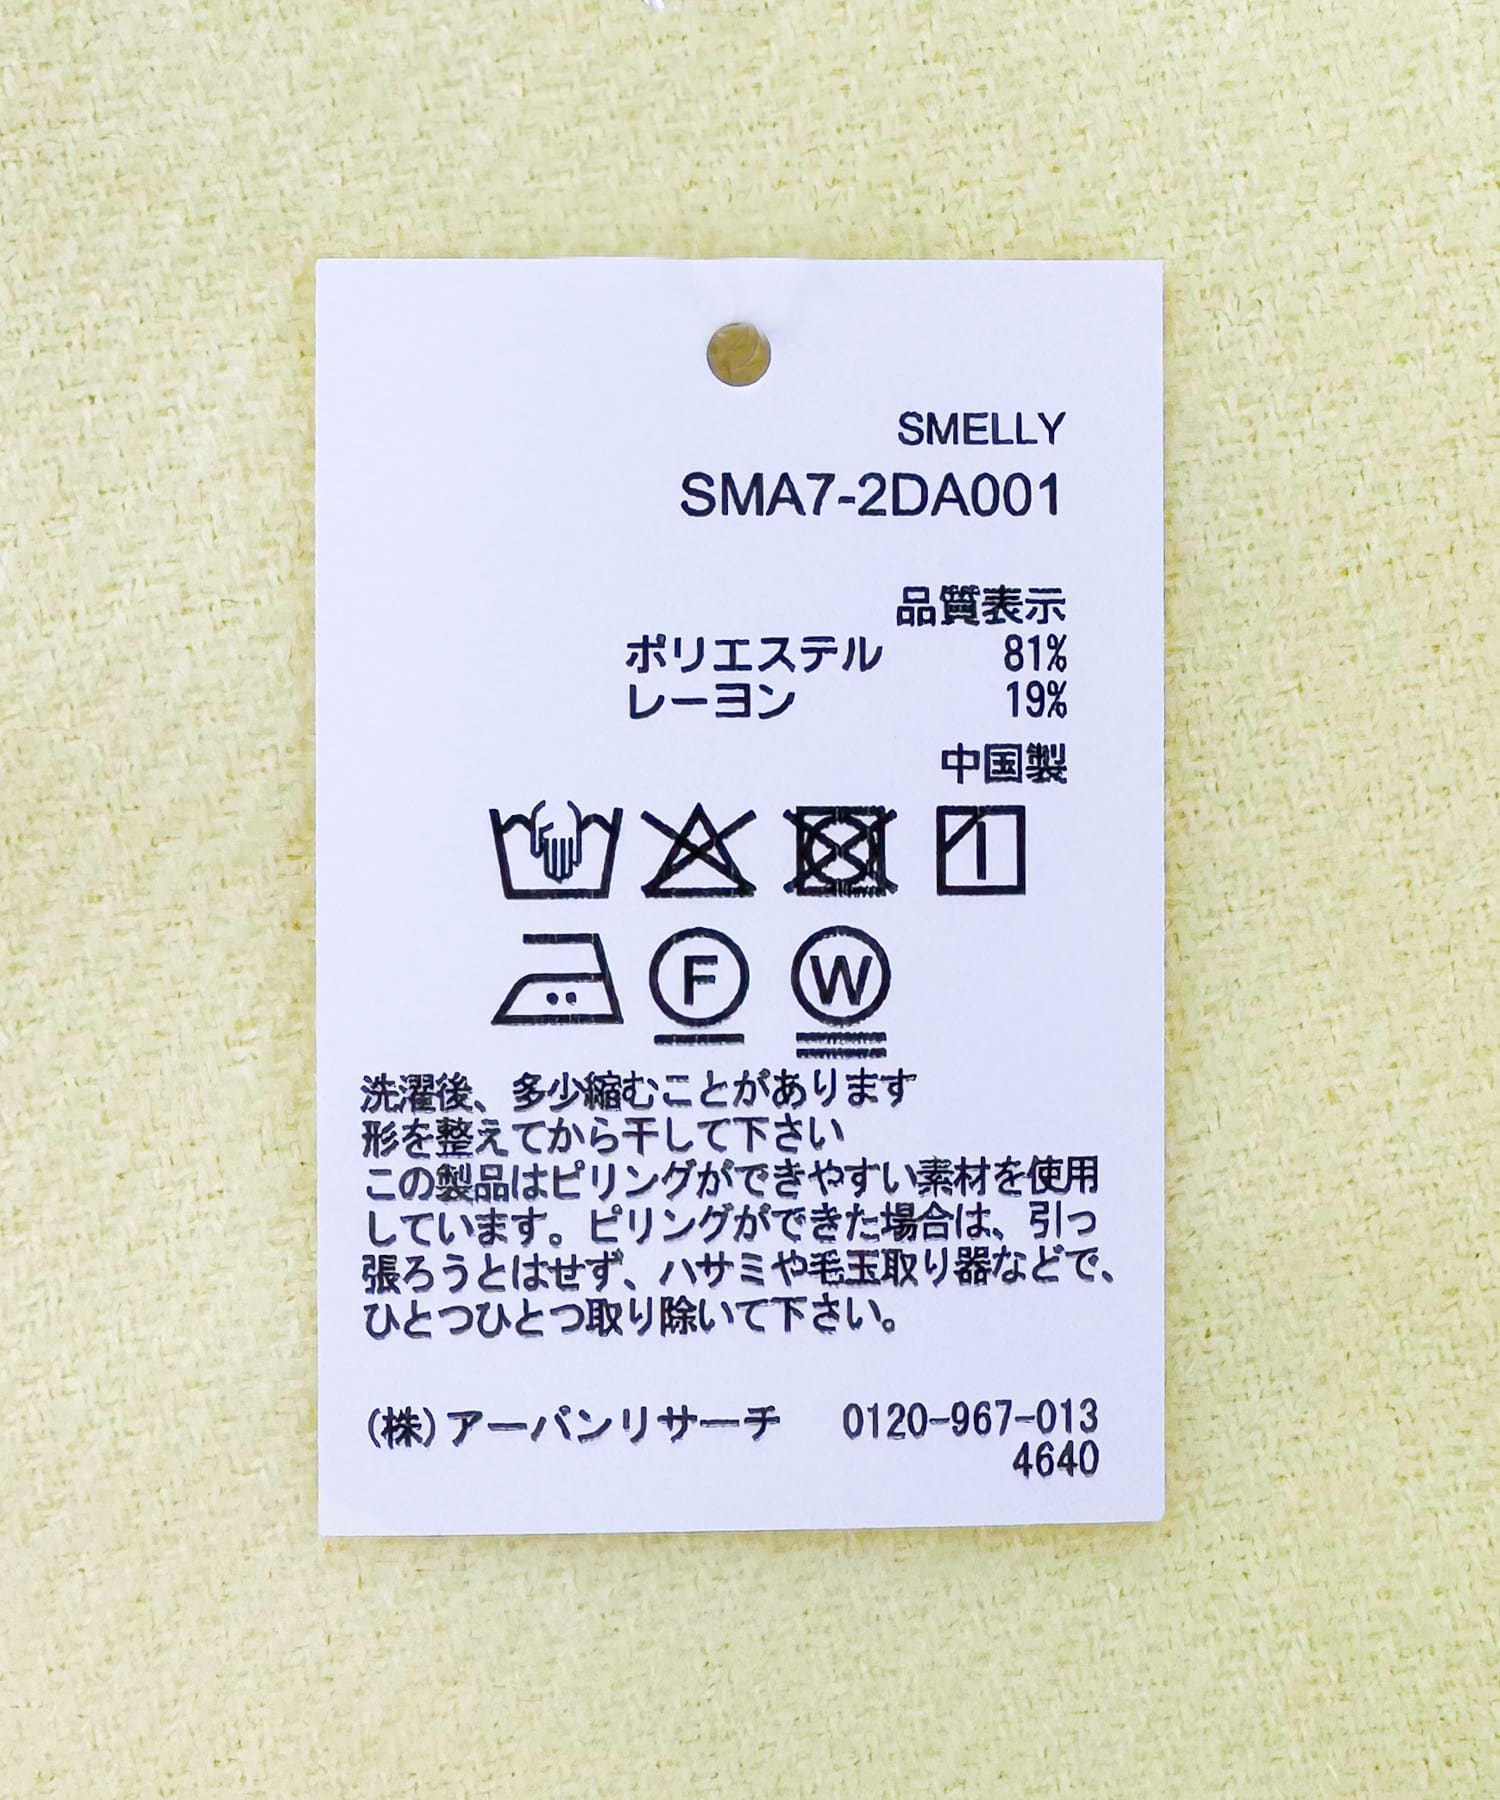 SMELLY
SMA7-2DA001
品質表示
ポリエステル 81%
レーヨン 19%
中国製
F W
洗濯後、多少縮むことがあります
形を整えてから干して下さい
この製品はピリングができやすい素材を使用
しています。ピリングができた場合は、引っ
張ろうとはせず、ハサミや毛玉取り器などで、
ひとつひとつ取り除いて下さい。
(株)アーバンリサーチ 0120-967-013
4640